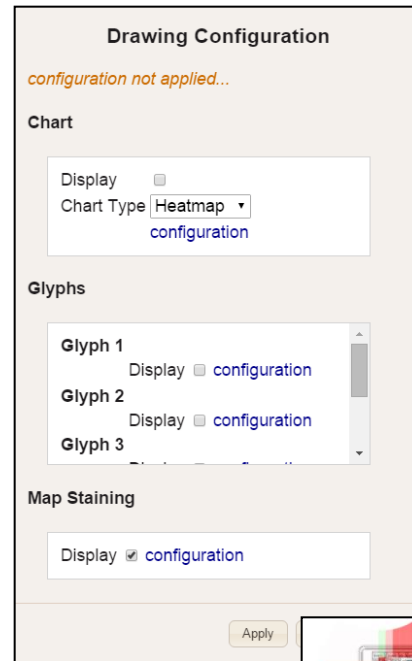 Drawing Configuration
configuration not applied...
Chart
Display
Chart Type Heatmap
configuration
Glyphs
Glyph 1
Display configuration
Glyph 2
Display configuration
Glyph 3
Map Staining
Display configuration
Apply